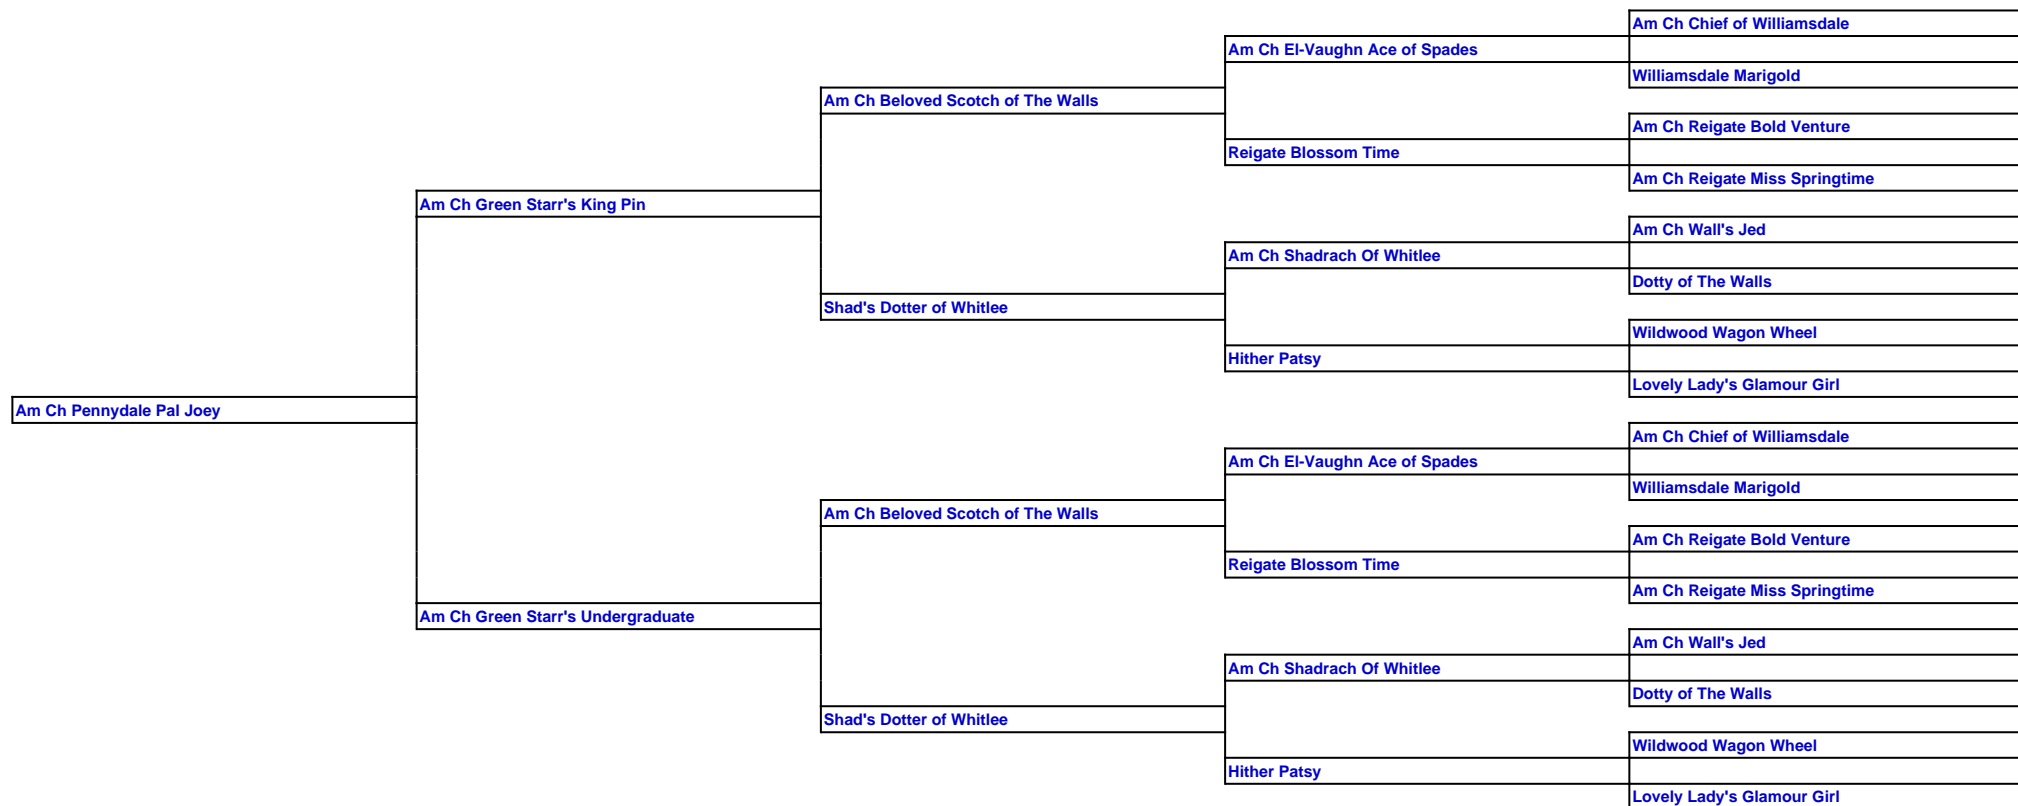 Am Ch Chief of Williamsdale
Am Ch El-Vaughn Ace of Spades
Williamsdale Marigold
Am Ch Beloved Scotch of The Walls
Am Ch Reigate Bold Venture
Reigate Blossom Time
Am Ch Reigate Miss Springtime
Am Ch Green Starr's King Pin
Am Ch Wall's Jed
Am Ch Shadrach Of Whitlee
Dotty of The Walls
Shad's Dotter of Whitlee
Wildwood Wagon Wheel
Hither Patsy
Lovely Lady's Glamour Girl
Am Ch Pennydale Pal Joey
Am Ch Chief of Williamsdale
Am Ch El-Vaughn Ace of Spades
Williamsdale Marigold
Am Ch Beloved Scotch of The Walls
Am Ch Reigate Bold Venture
Reigate Blossom Time
Am Ch Reigate Miss Springtime
Am Ch Green Starr's Undergraduate
Am Ch Wall's Jed
Am Ch Shadrach Of Whitlee
Dotty of The Walls
Shad's Dotter of Whitlee
Wildwood Wagon Wheel
Hither Patsy
Lovely Lady's Glamour Girl